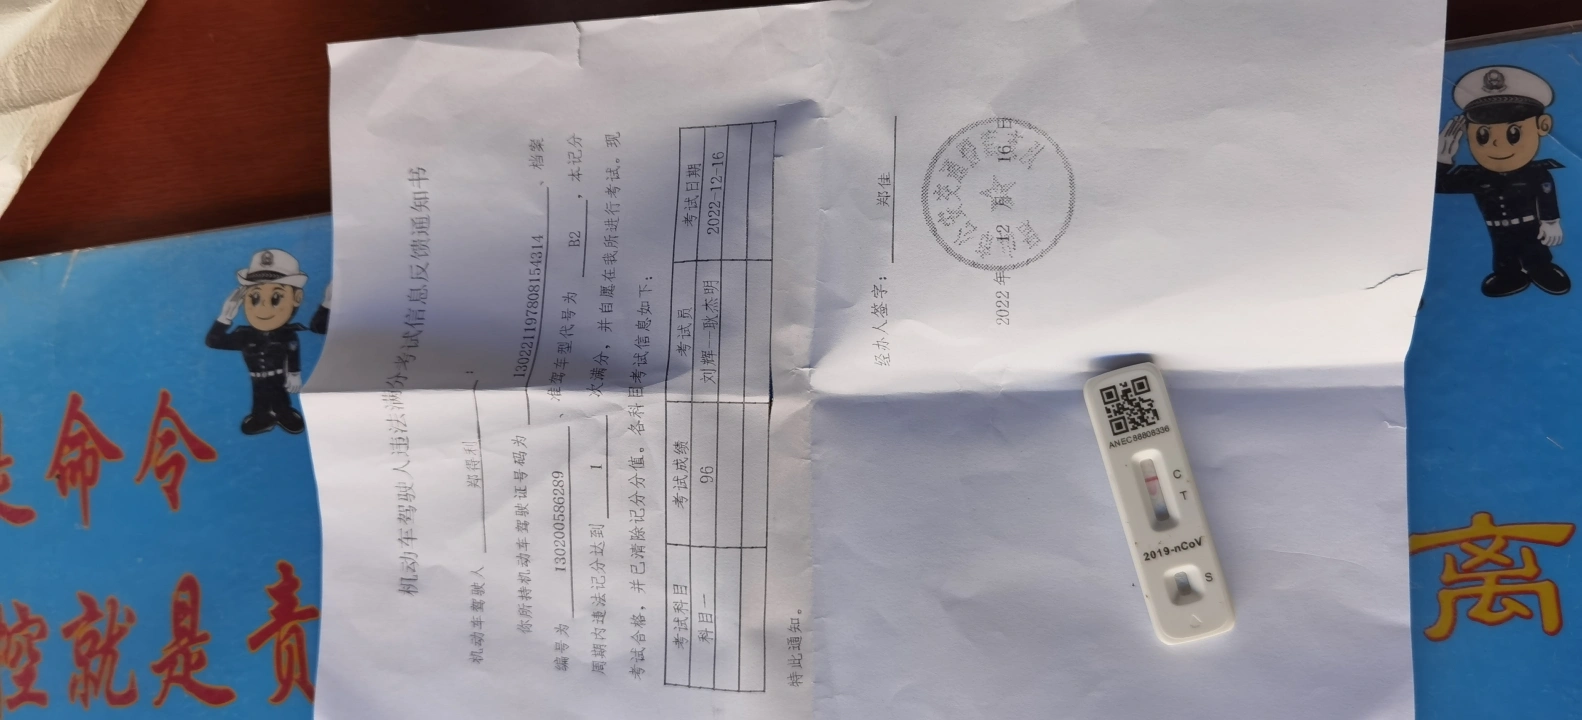 机动车驾驶人违法满分考试信息反馈通知书
机动车驾驶人 郑得利 :
你所持机动车驾驶证号码为 130221197808154314 、档案
编号为 130200586289 、准驾车型代号为 B2 ,本记分
周期内违法记分达到 1 次满分,并自愿在我所进行考试。现
考试合格,并已清除记分分值。各科目考试信息如下:
考试科目 考试成绩 考试员 考试日期
科目一 96 刘辉--耿杰明 2022-12-16
特此通知。
经办人签字: 郑佳
2022 年 12 月 16 日
ANEC88808336
C
T
2019-nCoV
S
是命令
控就是责
离